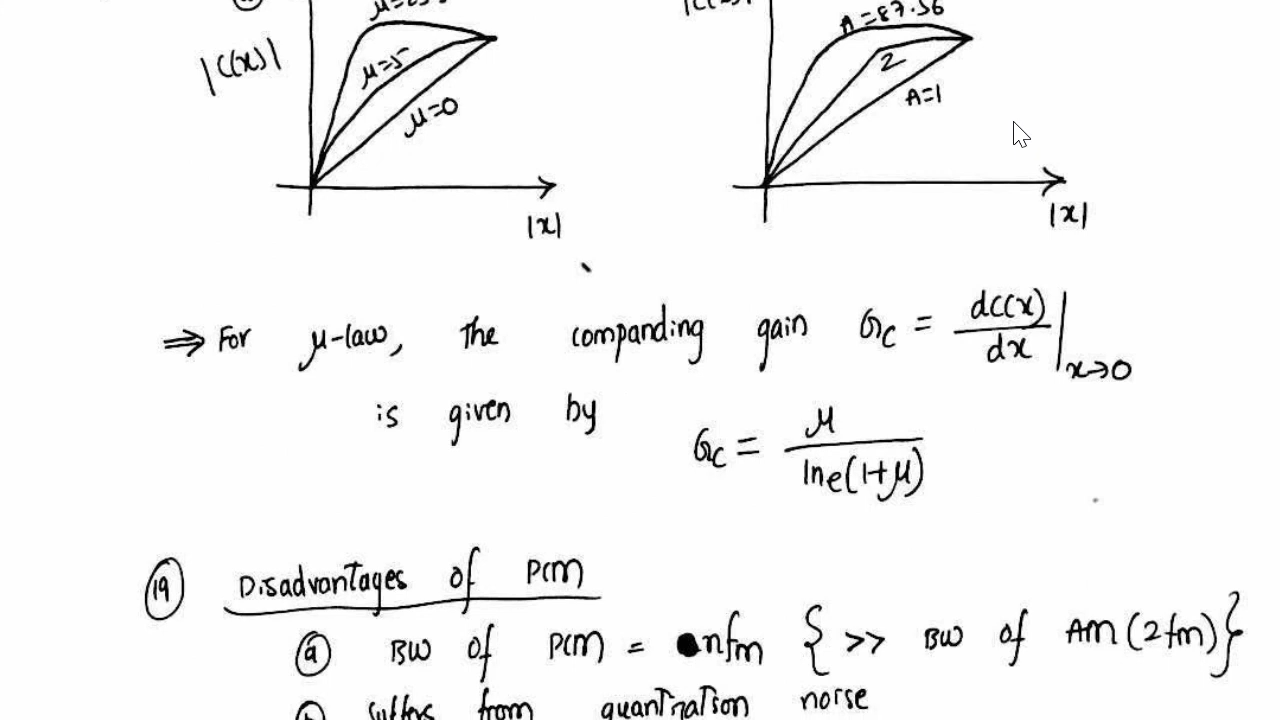 |C(x)|
μ=5
μ=0
|x|
A=87.56
2
A=1
|x|
⇒ For μ-law, the companding gain Gc = dC(x)/dx |x→0
is given by
Gc = μ/lne(1+μ)
19 Disadvantages of PCM
a BW of PCM = nfm { >> BW of AM (2fm)}
b suffers from quantization noise